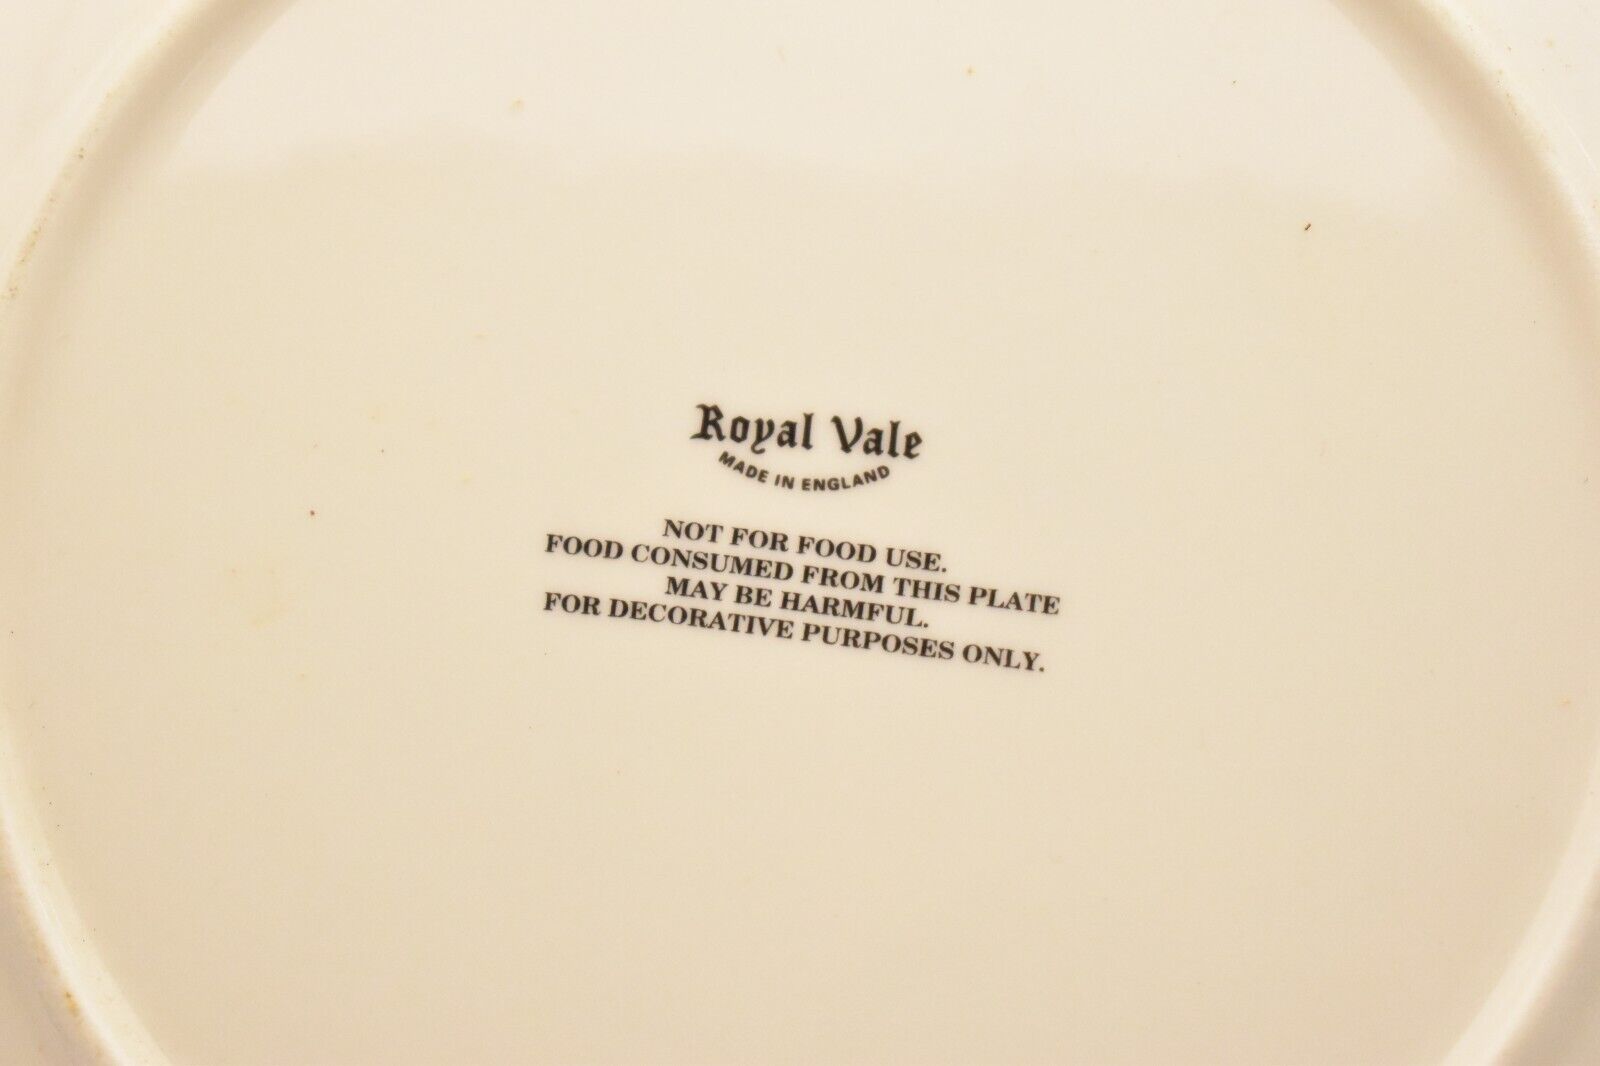 Royal Vale
MADE IN ENGLAND
NOT FOR FOOD USE.
FOOD CONSUMED FROM THIS PLATE
MAY BE HARMFUL.
FOR DECORATIVE PURPOSES ONLY.